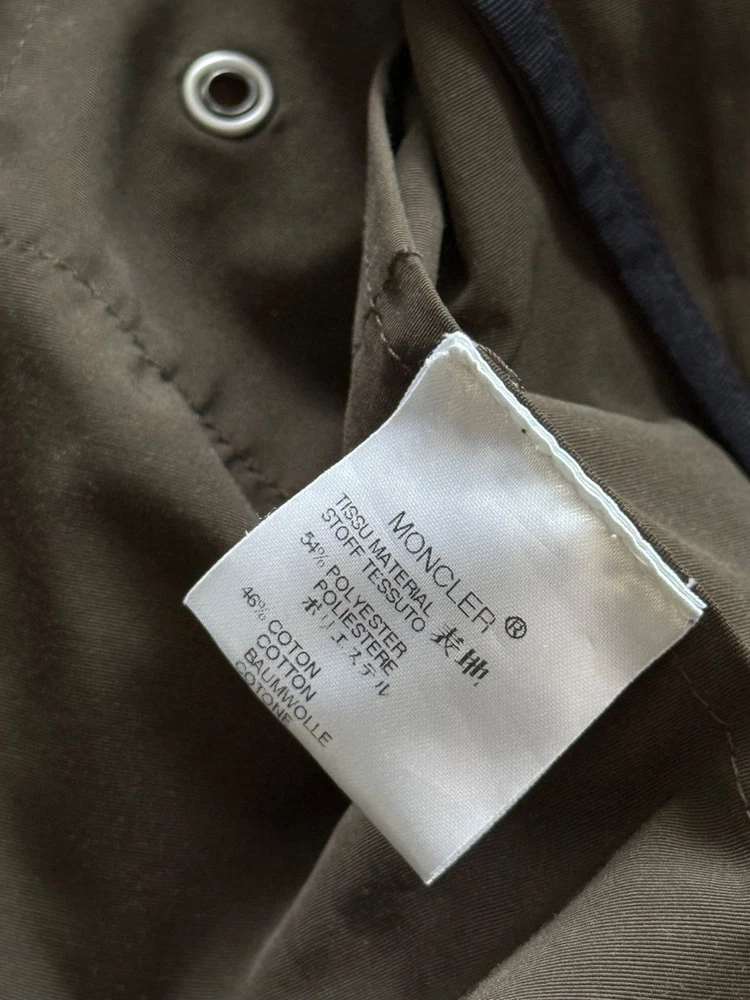 MONCLER®
TISSU MATERIAL
STOFF TESSUTO 表地
54% POLYESTER
POLIESTERE
ポリエステル
46% COTON
COTTON
BAUMWOLLE
COTONE